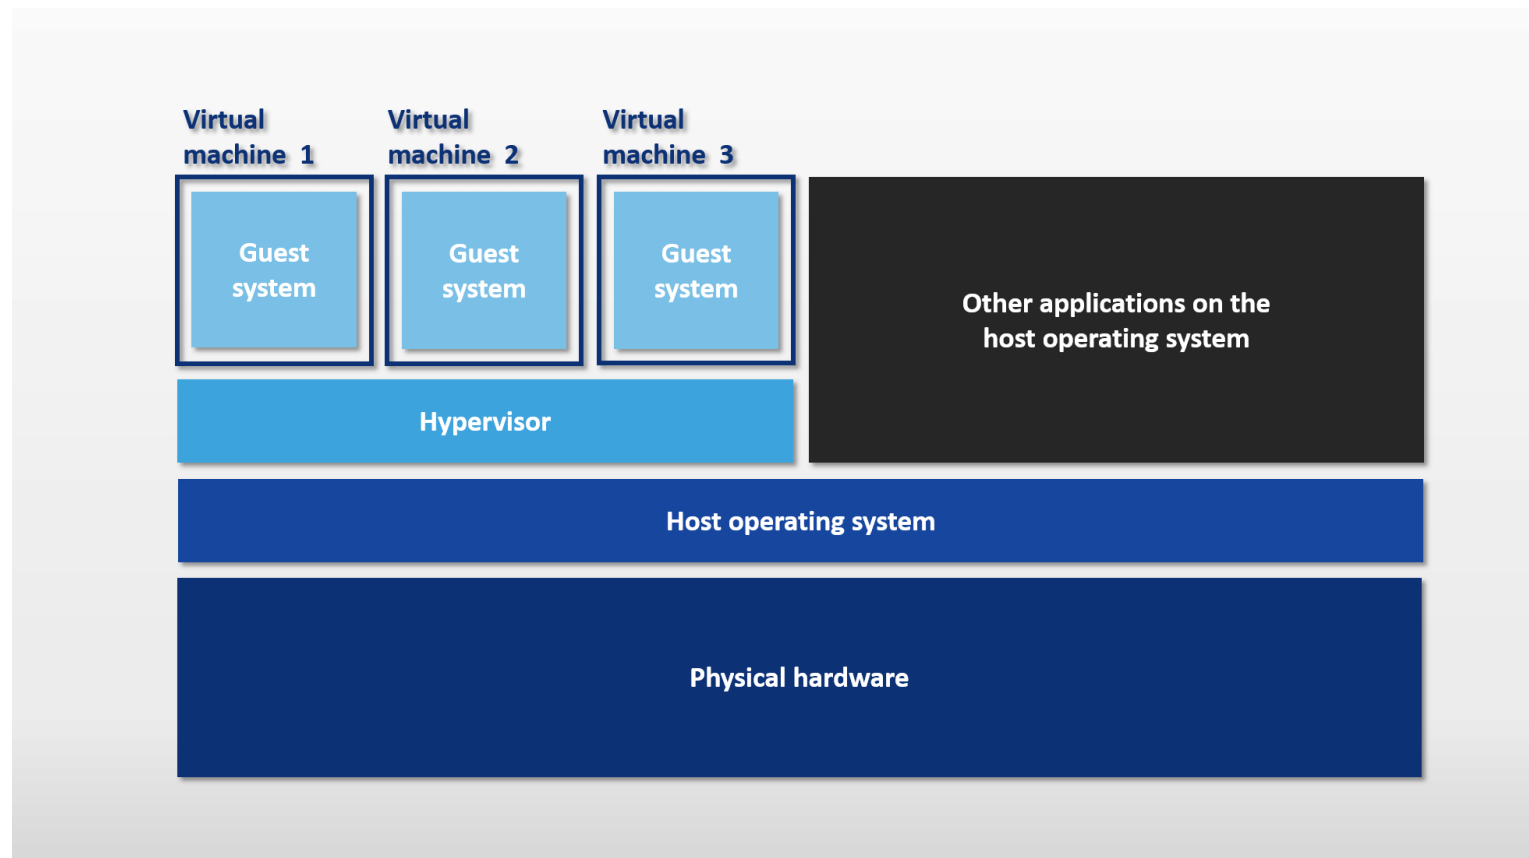 Virtual
machine 1
Virtual
machine 2
Virtual
machine 3
Guest
system
Guest
system
Guest
system
Other applications on the
host operating system
Hypervisor
Host operating system
Physical hardware